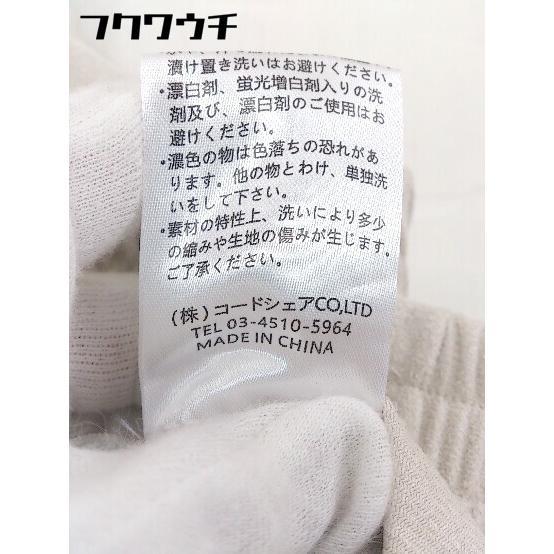 フクワウチ
漬け置き洗いはお避けください。
・漂白剤、蛍光増白剤入りの洗
剤及び、漂白剤のご使用はお
避けください。
・濃色の物は色落ちの恐れがあ
ります。他の物とわけ、単独洗
いをして下さい。
・素材の特性上、洗いにより多少
の縮みや生地の傷みが生じます。
ご了承ください。
(株)コードシェアCO,LTD
TEL 03-4510-5964
MADE IN CHINA